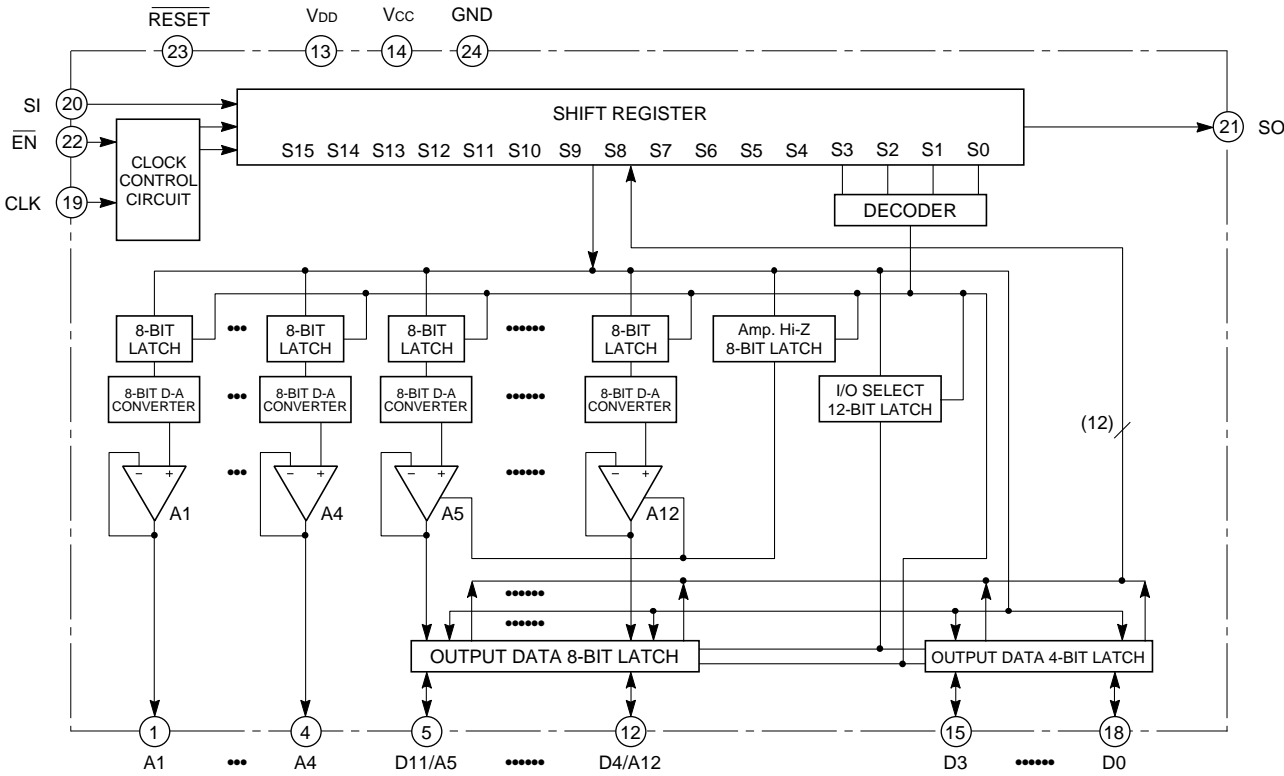 RESET VDD VCC GND
23 13 14 24
SI 20
SHIFT REGISTER
21 SO
EN 22
CLOCK
CONTROL
CIRCUIT
S15 S14 S13 S12 S11 S10 S9 S8 S7 S6 S5 S4 S3 S2 S1 S0
CLK 19
DECODER
8-BIT
LATCH
•••
8-BIT
LATCH
8-BIT
LATCH
••••••
8-BIT
LATCH
Amp. Hi-Z
8-BIT LATCH
8-BIT D-A
CONVERTER
•••
8-BIT D-A
CONVERTER
8-BIT D-A
CONVERTER
••••••
8-BIT D-A
CONVERTER
I/O SELECT
12-BIT LATCH
(12)
− + ••• − + − + •••••• − +
A1 A4 A5 A12
••••••
••••••
OUTPUT DATA 8-BIT LATCH
OUTPUT DATA 4-BIT LATCH
1 4 5 12 15 18
A1 ••• A4 D11/A5 •••••• D4/A12 D3 •••••• D0